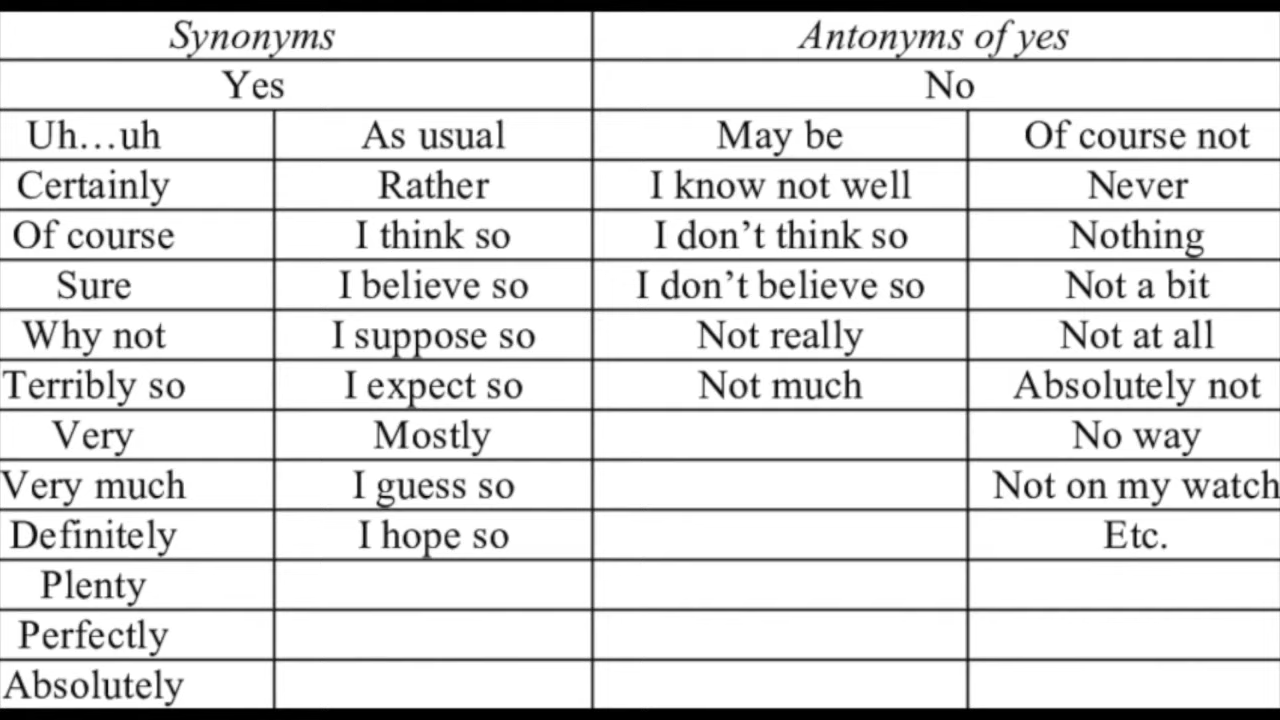 Synonyms Antonyms of yes
Yes No
Uh…uh As usual May be Of course not
Certainly Rather I know not well Never
Of course I think so I don’t think so Nothing
Sure I believe so I don’t believe so Not a bit
Why not I suppose so Not really Not at all
Terribly so I expect so Not much Absolutely not
Very Mostly No way
Very much I guess so Not on my watch
Definitely I hope so Etc.
Plenty
Perfectly
Absolutely